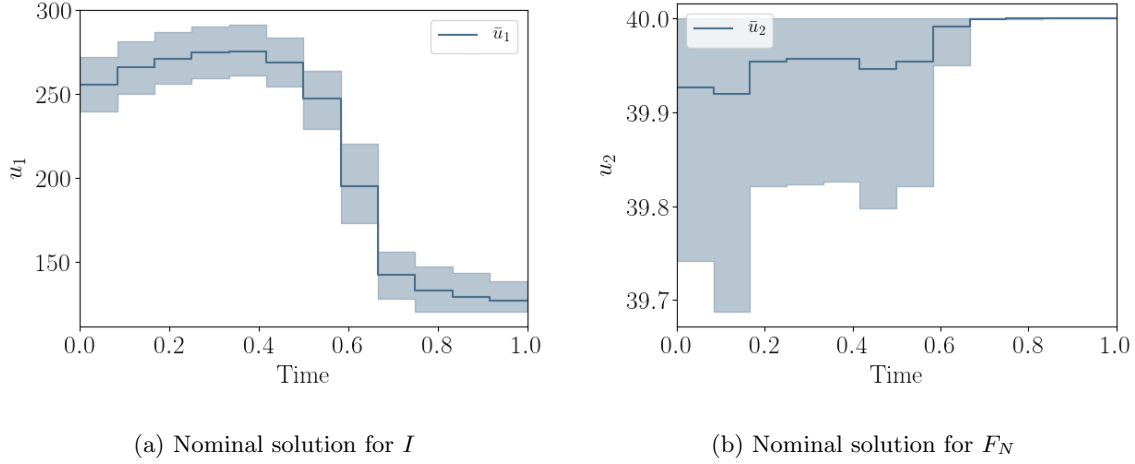 300
250
200
150
u₁
ū₁
0.0 0.2 0.4 0.6 0.8 1.0
Time
(a) Nominal solution for I
40.0
39.9
39.8
39.7
u₂
ū₂
0.0 0.2 0.4 0.6 0.8 1.0
Time
(b) Nominal solution for F_N